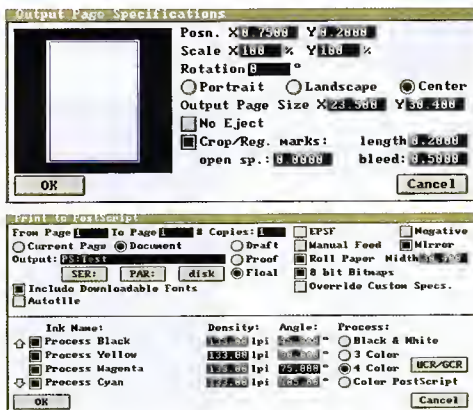 Output Page Specifications
Posn. X 0.7500 Y 0.2000
Scale X 100 % Y 100 %
Rotation 0 °
Portrait Landscape Center
Output Page Size X 23.500 Y 30.400
No Eject
Crop/Reg. marks: length 0.2000
open sp.: 0.0000 bleed: 0.5000
OK Cancel
Print to PostScript
From Page 1 To Page 1 # Copies: 1 EPSF Negative
Current Page Document Draft Manual Feed Mirror
Output: PS:Test Proof Roll Paper Width
SER: PAR: disk Final 8 bit Bitmaps
Include Downloadable Fonts Override Custom Specs.
Autotile
Ink Name: Density: Angle: Process:
Process Black lpi ° Black & White
Process Yellow 133.00 lpi ° 3 Color
Process Magenta lpi 75.000 ° 4 Color UCR/GCR
Process Cyan lpi ° Color PostScript
OK Cancel